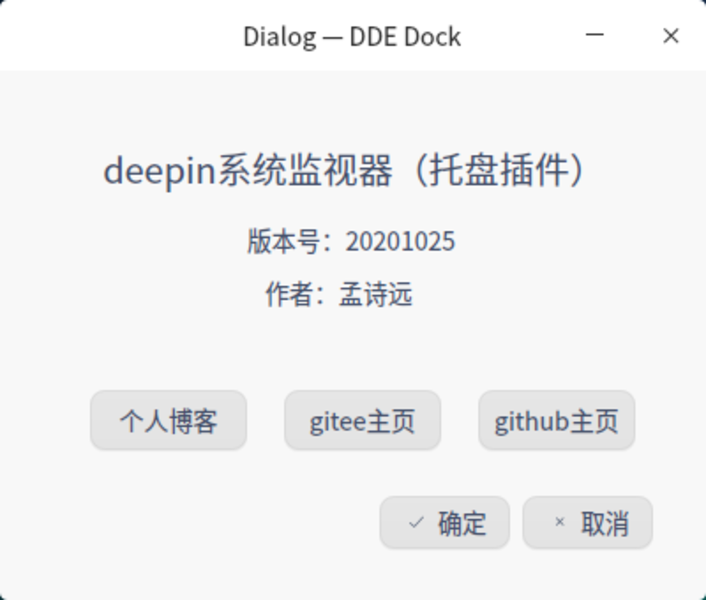 Dialog — DDE Dock
deepin系统监视器（托盘插件）
版本号：20201025
作者：孟诗远
个人博客 gitee主页 github主页
确定 取消